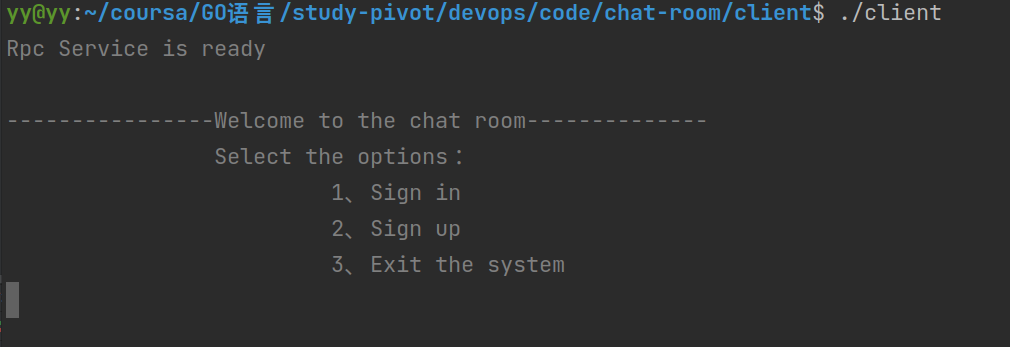 yy@yy:~/coursa/GO语言/study-pivot/devops/code/chat-room/client$ ./client
Rpc Service is ready
----------------Welcome to the chat room--------------
Select the options：
1、Sign in
2、Sign up
3、Exit the system